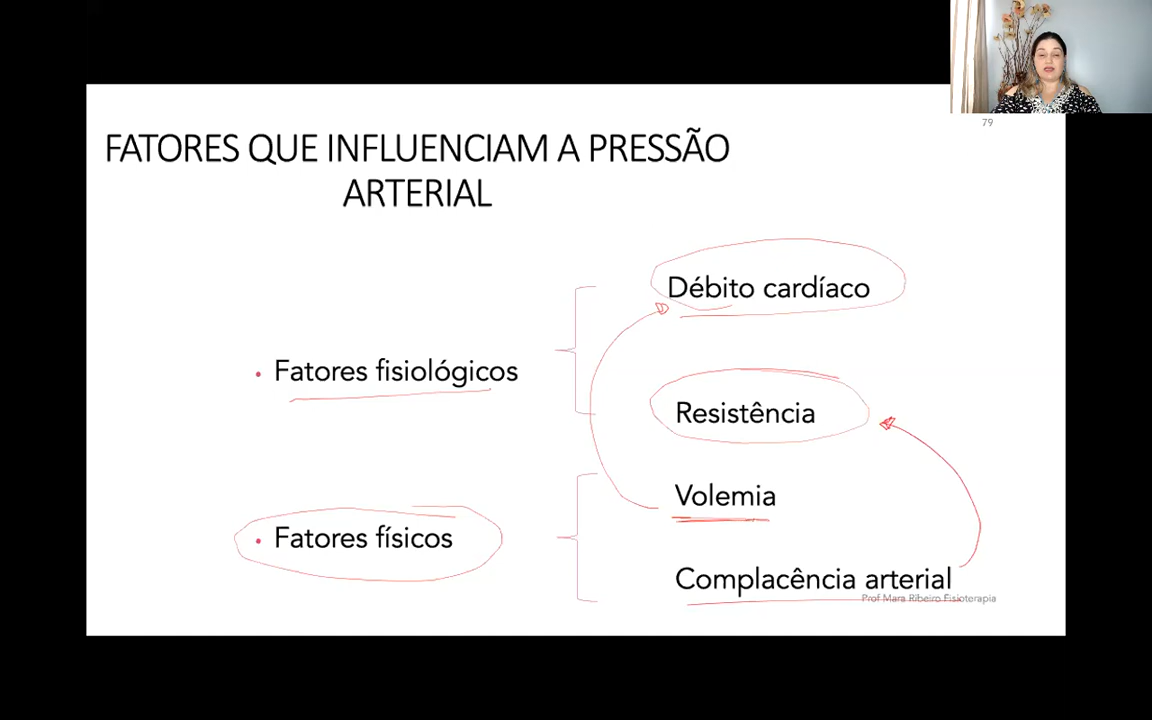 79
FATORES QUE INFLUENCIAM A PRESSÃO
ARTERIAL
Débito cardíaco
• Fatores fisiológicos
Resistência
Volemia
• Fatores físicos
Complacência arterial
Prof Mara Ribeiro Fisioterapia